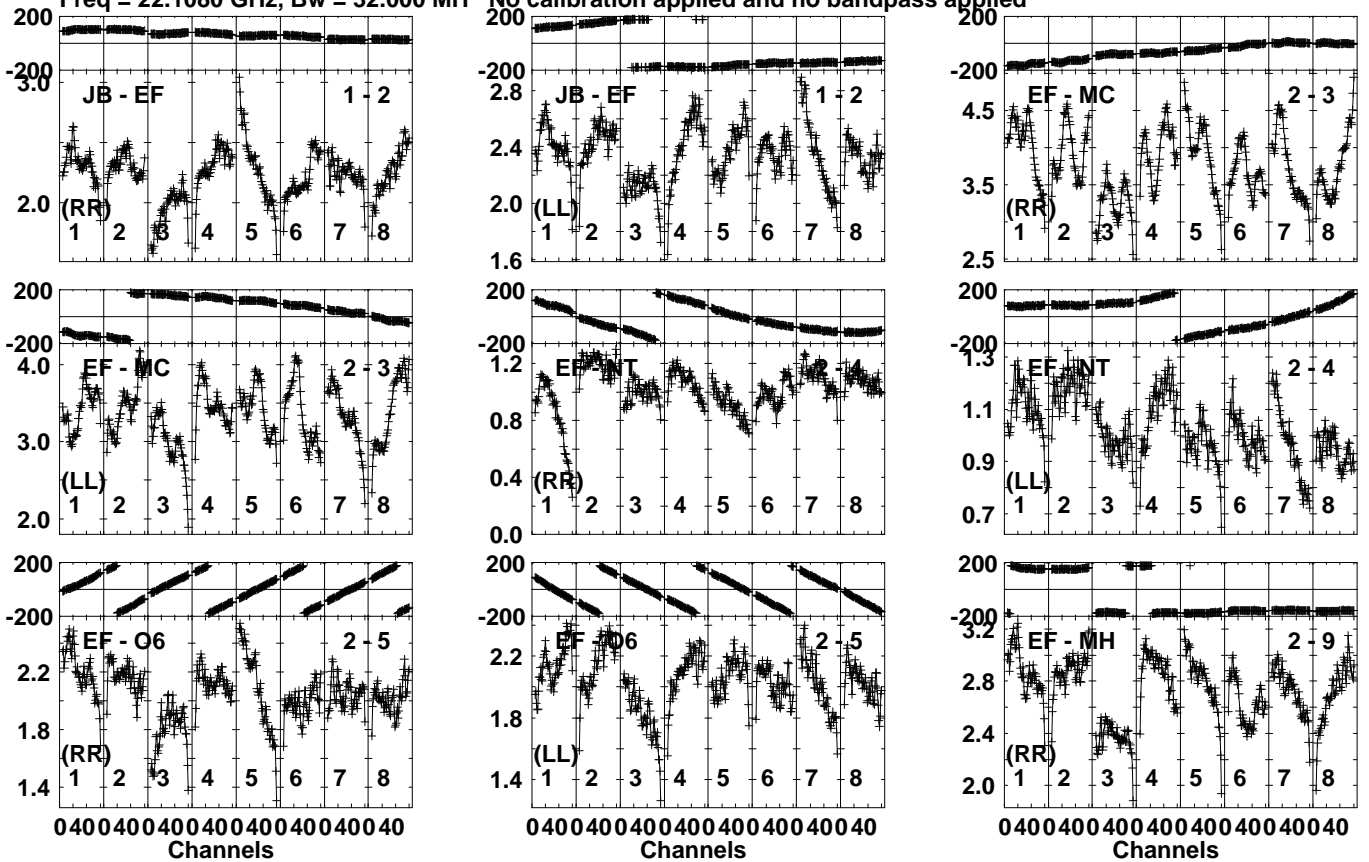 Freq = 22.1080 GHz, Bw = 32.000 MH No calibration applied and no bandpass applied
200 200 200
-200 -200 -200
3.0 JB - EF 1 - 2 2.8 JB - EF 1 - 2 4.5 EF - MC 2 - 3
2.4
2.0 2.0 3.5
(RR) (LL) (RR)
1 2 3 4 5 6 7 8 1 2 3 4 5 6 7 8 1 2 3 4 5 6 7 8
1.6 2.5
200 200 200
-200 -200 -200
4.0 EF - MC 2 - 3 1.2 EF - NT 2 - 4 1.3 EF - NT 2 - 4
3.0 0.8 1.1
0.9
(LL) 0.4 (RR) (LL)
1 2 3 4 5 6 7 8 1 2 3 4 5 6 7 8 1 2 3 4 5 6 7 8
2.0 0.0 0.7
200 200 200
-200 -200 -200
EF - O6 2 - 5 EF - O6 2 - 5 3.2 EF - MH 2 - 9
2.2 2.2 2.8
1.8 1.8 2.4
(RR) (LL) (RR)
1 2 3 4 5 6 7 8 1 2 3 4 5 6 7 8 1 2 3 4 5 6 7 8
1.4 1.4 2.0
0 40 0 40 0 40 0 40 0 40 0 40 0 40 0 40 0 40 0 40 0 40 0 40 0 40 0 40 0 40 0 40 0 40 0 40 0 40 0 40 0 40 0 40 0 40 0 40
Channels Channels Channels